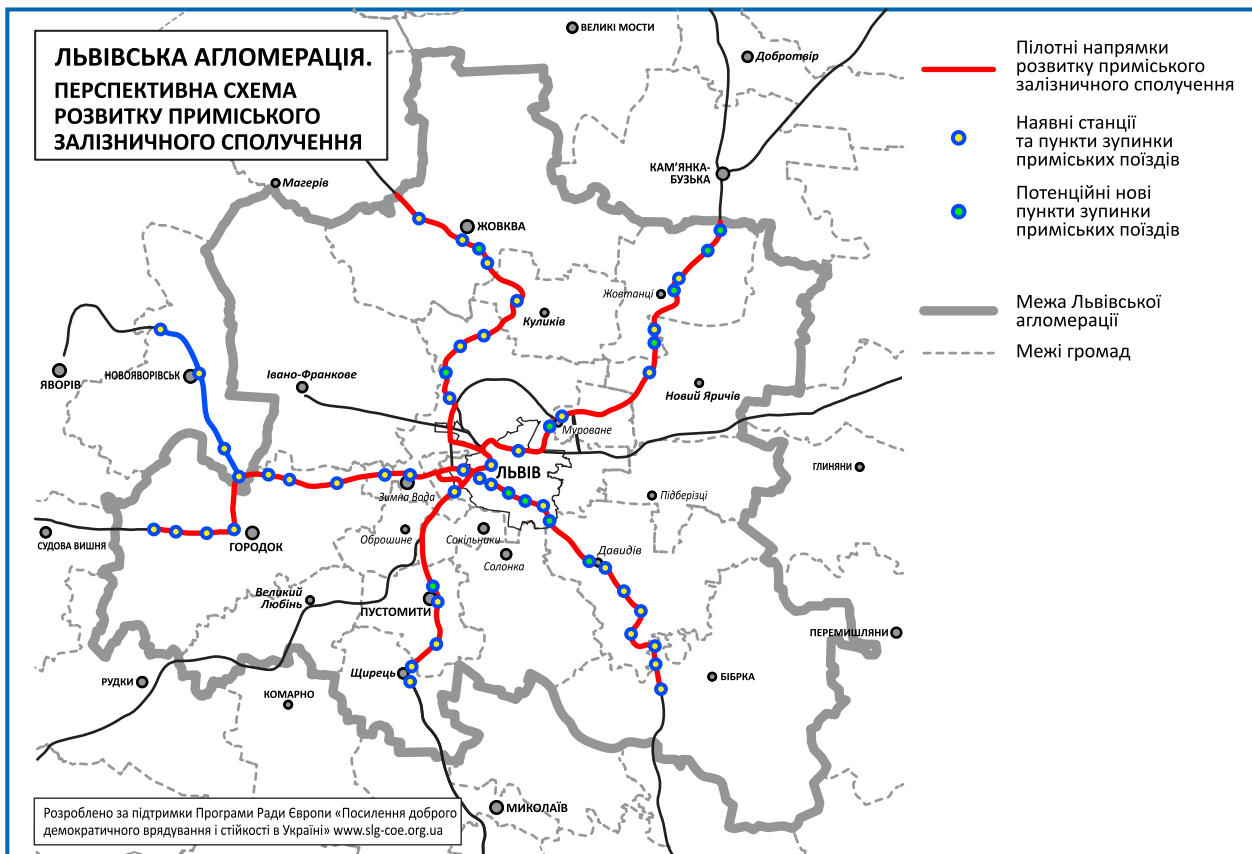 ЛЬВІВСЬКА АГЛОМЕРАЦІЯ.
ПЕРСПЕКТИВНА СХЕМА
РОЗВИТКУ ПРИМІСЬКОГО
ЗАЛІЗНИЧНОГО СПОЛУЧЕННЯ
Пілотні напрямки
розвитку приміського
залізничного сполучення
Наявні станції
та пункти зупинки
приміських поїздів
Потенційні нові
пункти зупинки
приміських поїздів
Межа Львівської
агломерації
Межі громад
ВЕЛИКІ МОСТИ
Добротвір
КАМ’ЯНКА-
БУЗЬКА
Магерів
ЖОВКВА
Жовтанці
Куликів
ЯВОРІВ
НОВОЯВОРІВСЬК
Івано-Франкове
Новий Яричів
Муроване
ЛЬВІВ
ГЛИНЯНИ
Зимна Вода
Підберізці
СУДОВА ВИШНЯ
ГОРОДОК
Оброшине
Сокільники
Солонка
Давидів
Великий
Любінь
ПУСТОМИТИ
ПЕРЕМИШЛЯНИ
Щирець
РУДКИ
БІБРКА
КОМАРНО
МИКОЛАЇВ
Розроблено за підтримки Програми Ради Європи «Посилення доброго
демократичного врядування і стійкості в Україні» www.slg-coe.org.ua